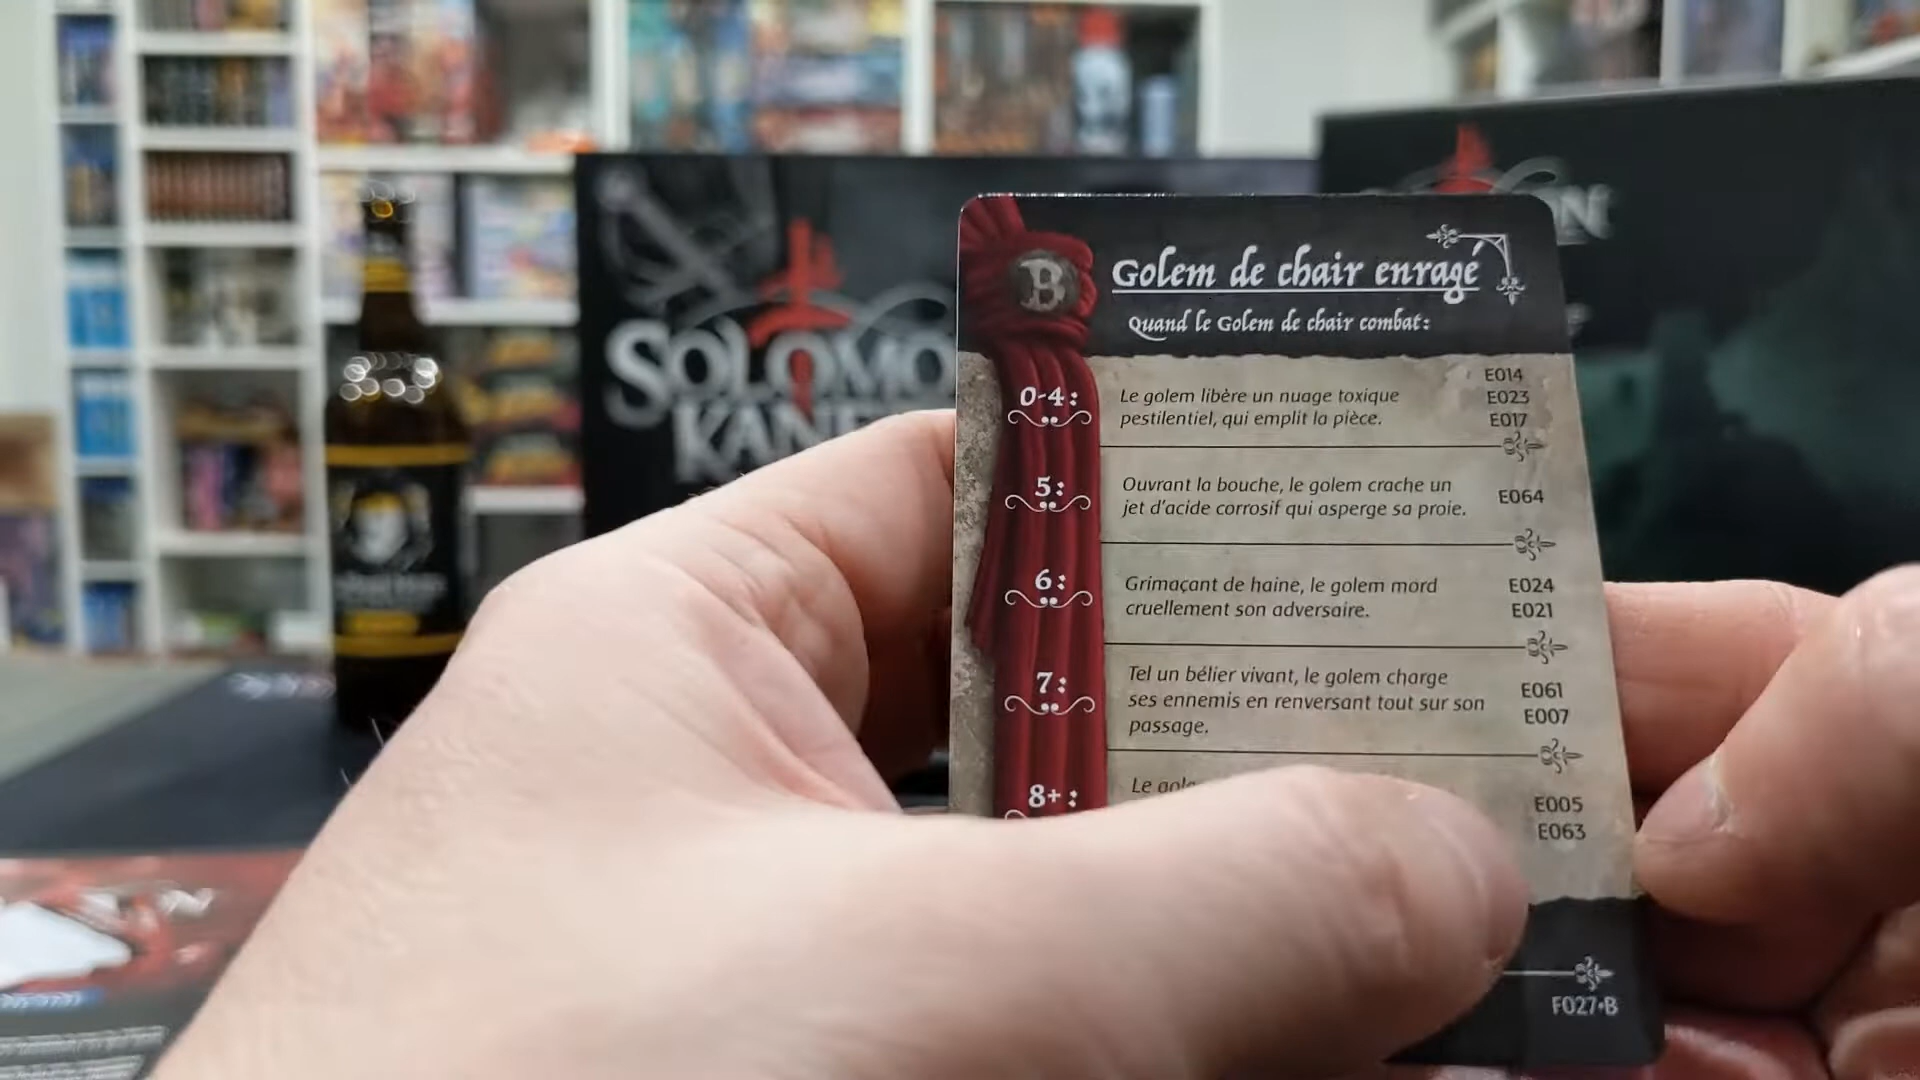 SOLOMO
KANE
B
Golem de chair enragé
Quand le Golem de chair combat:
0-4:
Le golem libère un nuage toxique
pestilentiel, qui emplit la pièce.
E014
E023
E017
5:
Ouvrant la bouche, le golem crache un
jet d'acide corrosif qui asperge sa proie.
E064
6:
Grimaçant de haine, le golem mord
cruellement son adversaire.
E024
E021
7:
Tel un bélier vivant, le golem charge
ses ennemis en renversant tout sur son
passage.
E061
E007
8+:
Le
E005
E063
F027•B